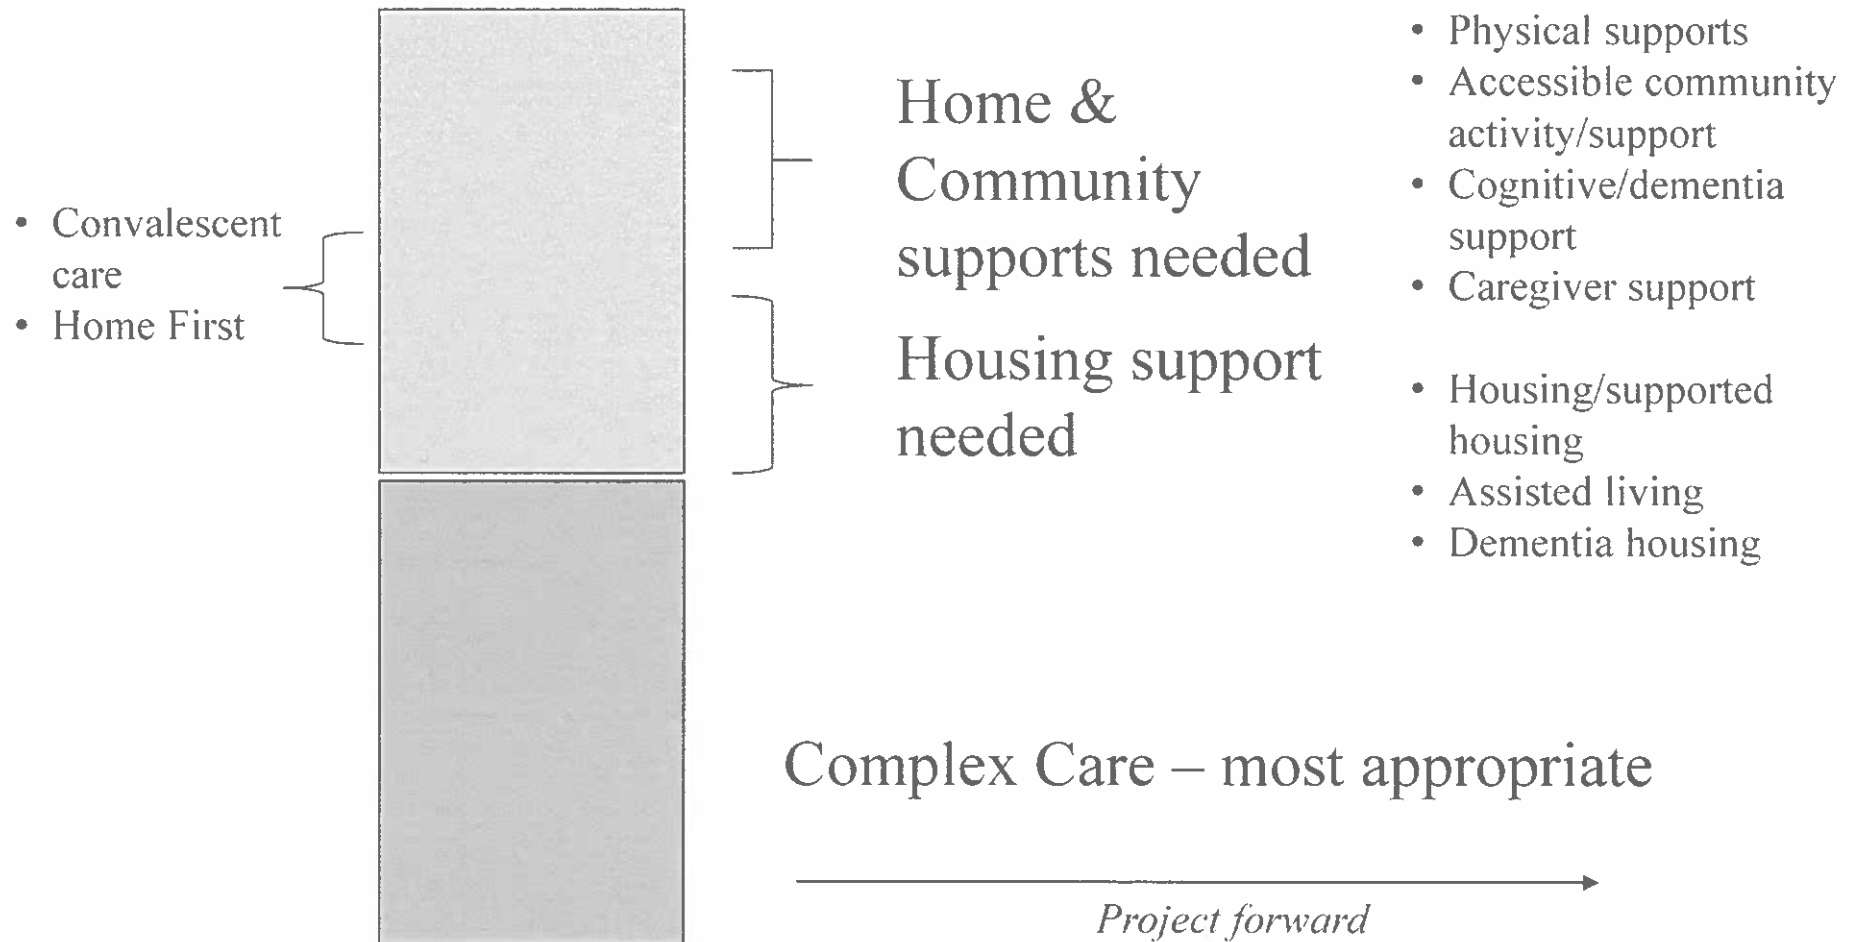 • Convalescent
care
• Home First
Home &
Community
supports needed
Housing support
needed
• Physical supports
• Accessible community
activity/support
• Cognitive/dementia
support
• Caregiver support
• Housing/supported
housing
• Assisted living
• Dementia housing
Complex Care – most appropriate
Project forward